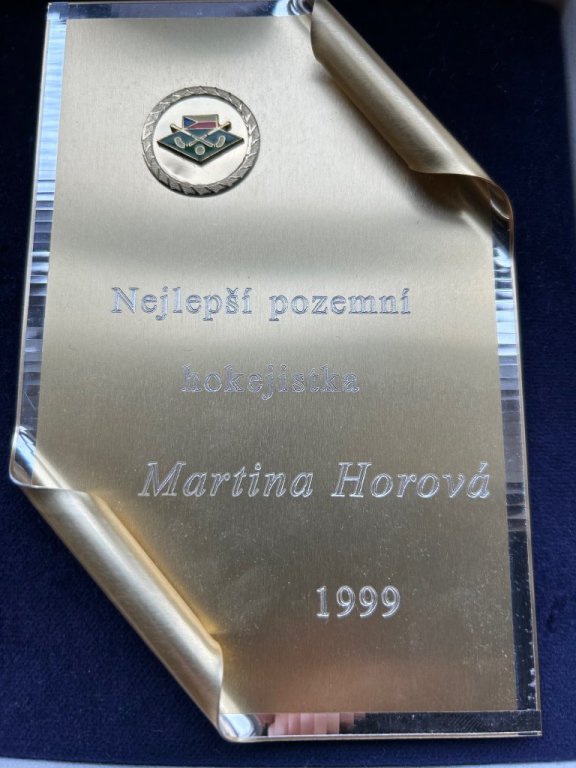 Nejlepší pozemní
hokejistka
Martina Horová
1999